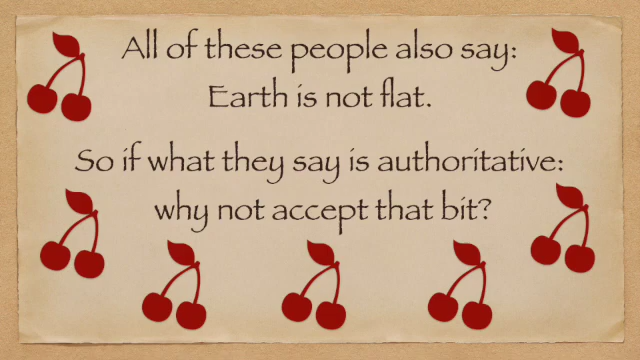 All of these people also say:
Earth is not flat.
So if what they say is authoritative:
why not accept that bit?